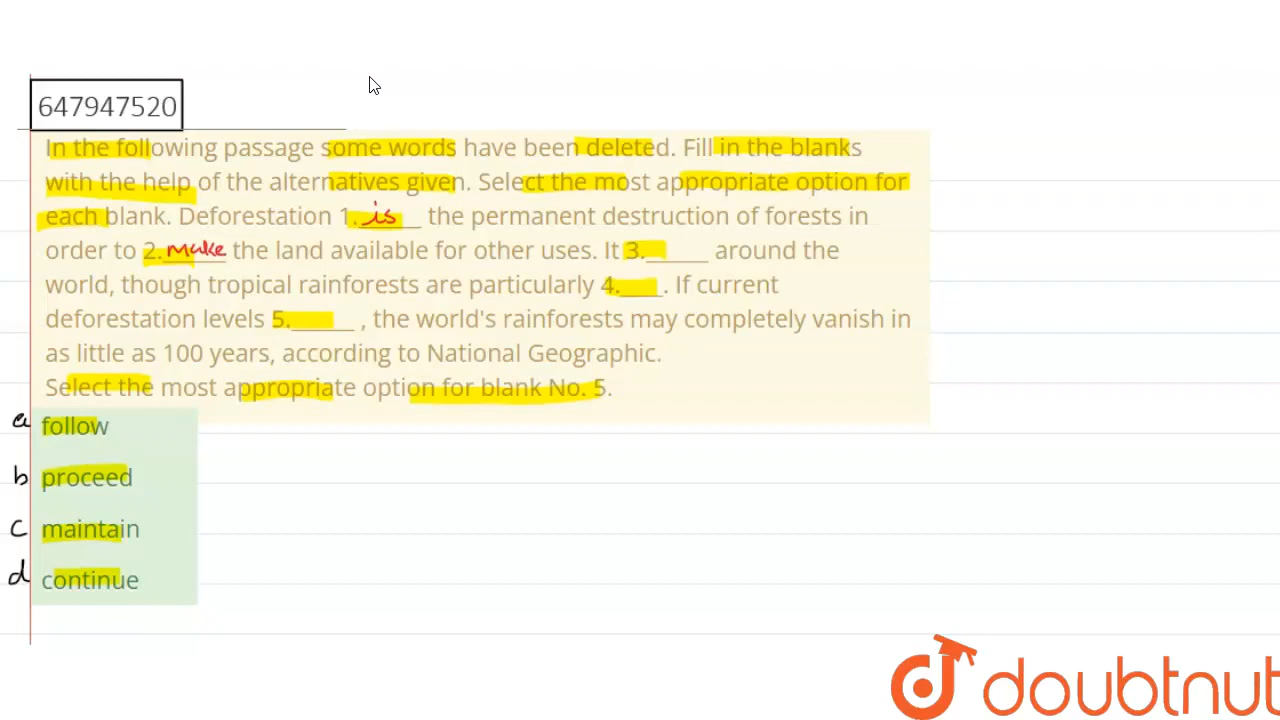 647947520
In the following passage some words have been deleted. Fill in the blanks
with the help of the alternatives given. Select the most appropriate option for
each blank. Deforestation 1. is the permanent destruction of forests in
order to 2. make the land available for other uses. It 3.______ around the
world, though tropical rainforests are particularly 4.____. If current
deforestation levels 5.______ , the world's rainforests may completely vanish in
as little as 100 years, according to National Geographic.
Select the most appropriate option for blank No. 5.
a follow
b proceed
c maintain
d continue
doubtnut